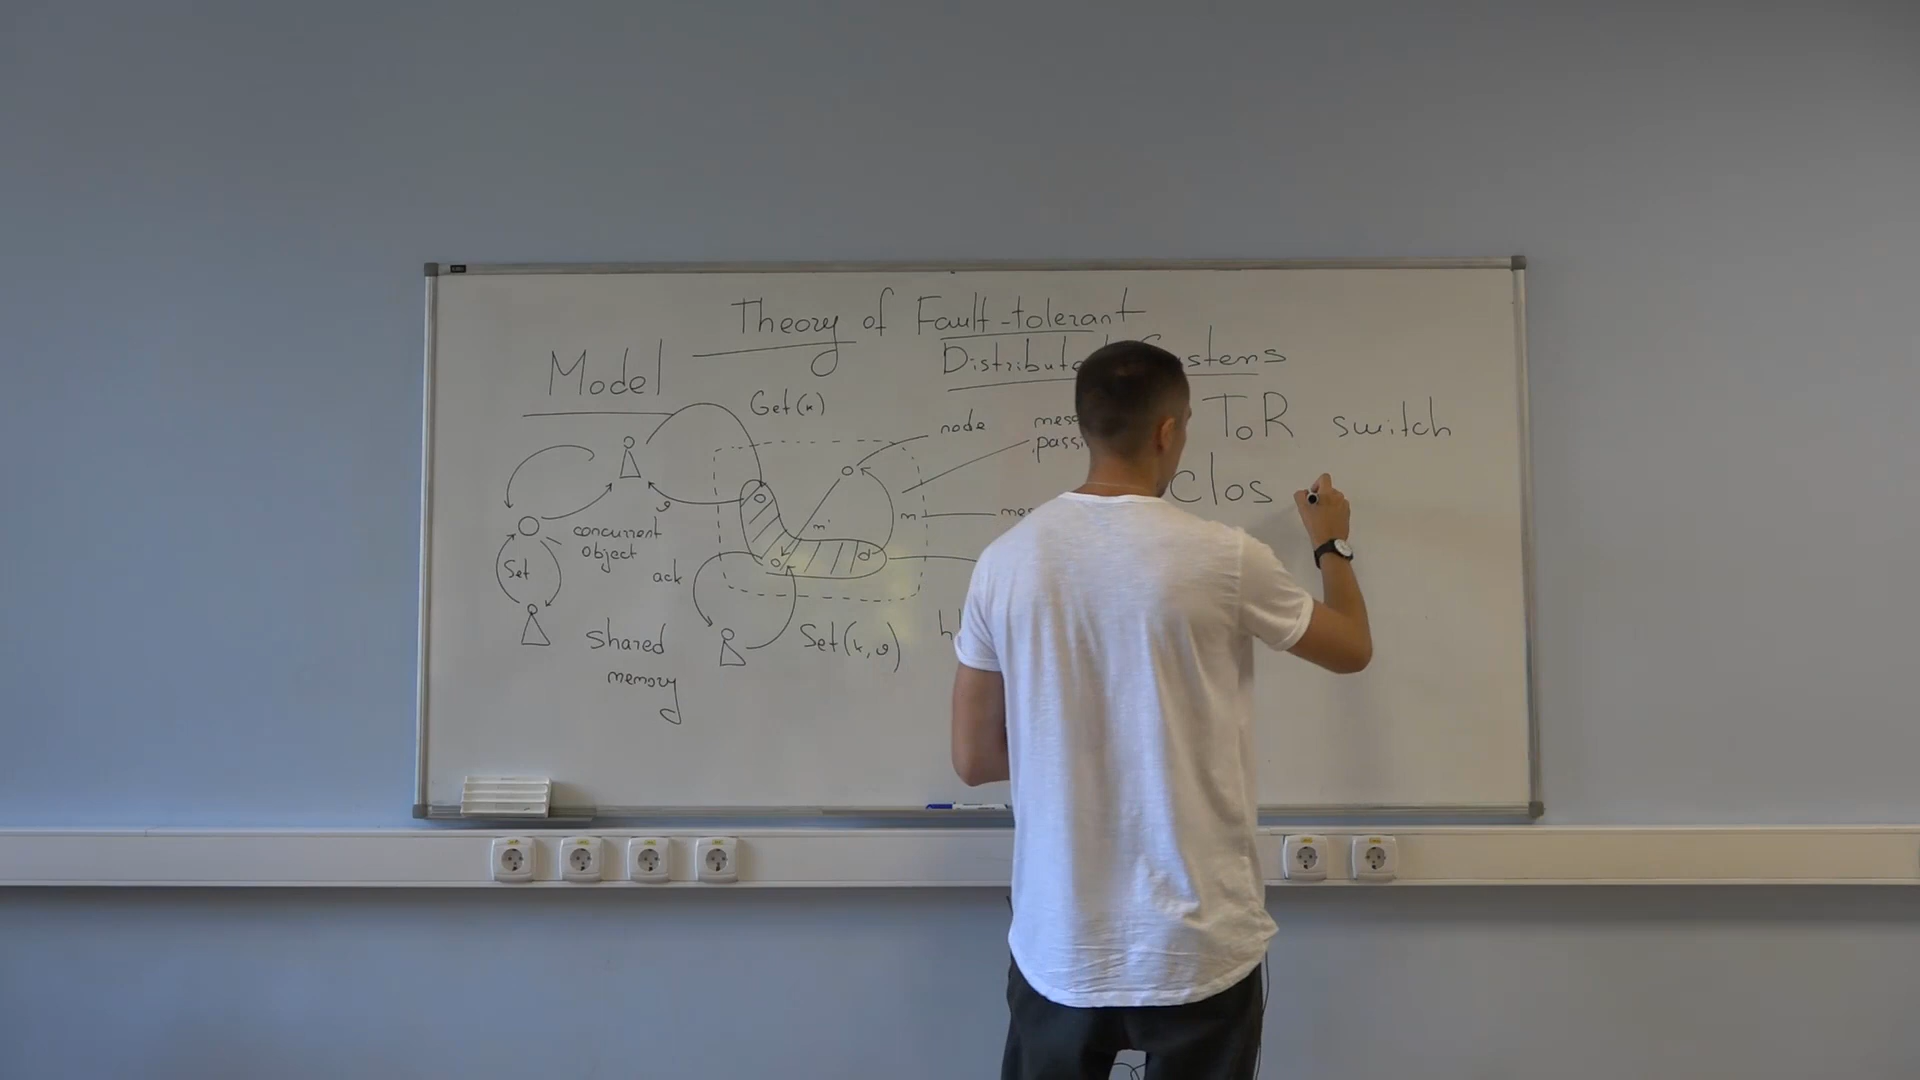 Theory of Fault-tolerant
Distributed Systems
Model
Get(k)
node
ToR switch
Clos
m
m'
concurrent
object
Set
ack
shared
memory
Set(k, v)
v